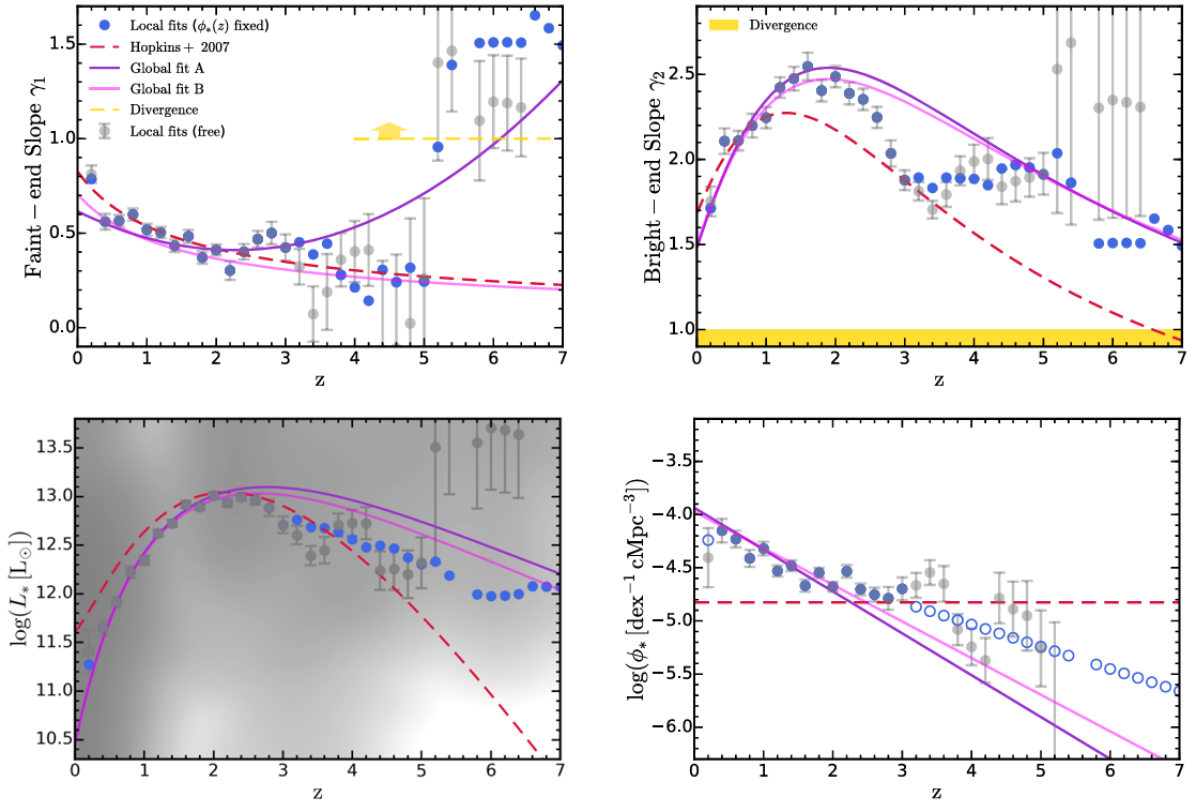 Local fits (ϕ∗(z) fixed)
Hopkins+ 2007
Global fit A
Global fit B
Divergence
Local fits (free)
Faint−end Slope γ1
1.5
1.0
0.5
0.0
0 1 2 3 4 5 6 7
z
Divergence
Bright−end Slope γ2
2.5
2.0
1.5
1.0
0 1 2 3 4 5 6 7
z
log(L∗ [L⊙])
13.5
13.0
12.5
12.0
11.5
11.0
10.5
0 1 2 3 4 5 6 7
z
log(ϕ∗ [dex−1 cMpc−3])
−3.5
−4.0
−4.5
−5.0
−5.5
−6.0
0 1 2 3 4 5 6 7
z